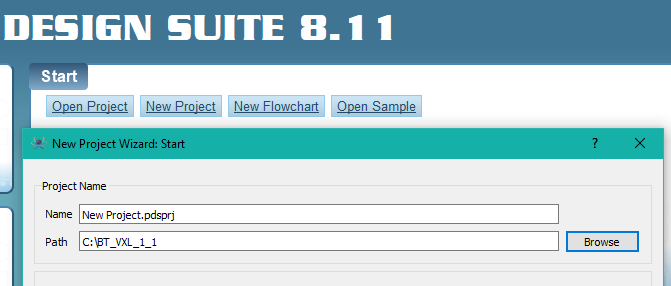 DESIGN SUITE 8.11
Start
Open Project New Project New Flowchart Open Sample
New Project Wizard: Start ?
Project Name
Name New Project.pdsprj
Path C:\BT_VXL_1_1 Browse